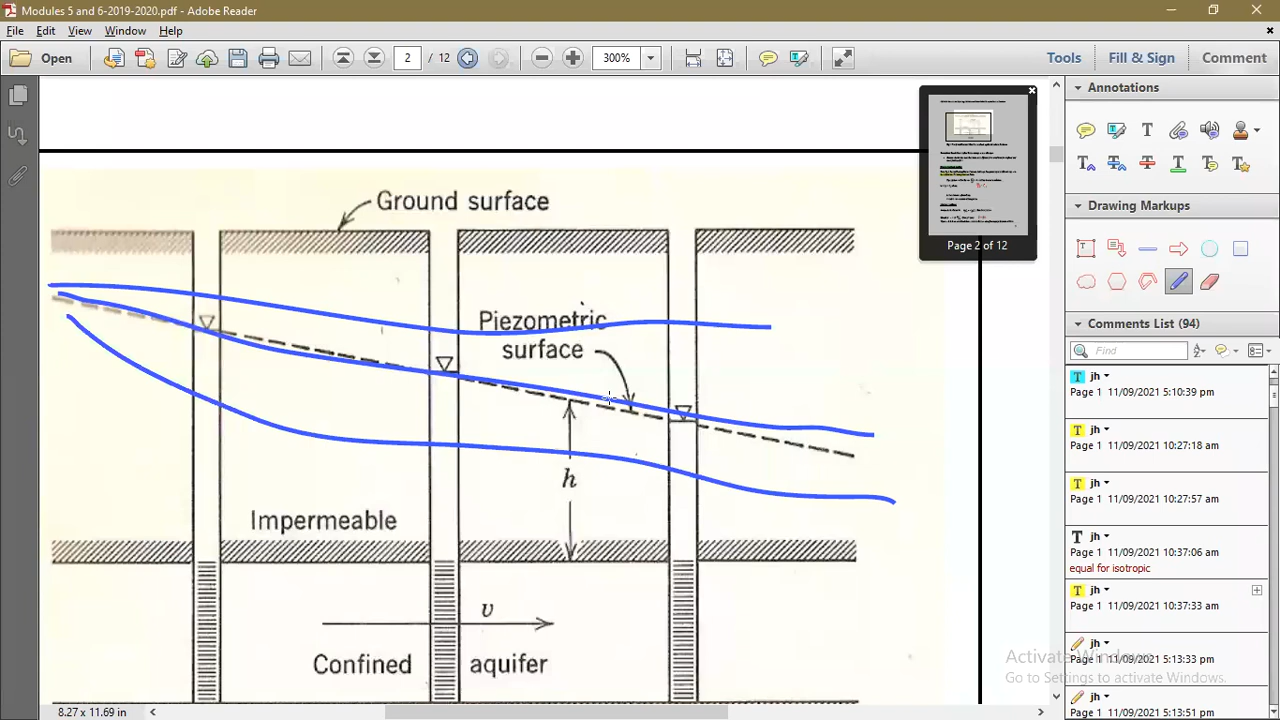 Modules 5 and 6-2019-2020.pdf - Adobe Reader
File Edit View Window Help
Open 2 / 12 300% Tools Fill & Sign Comment
Ground surface
Piezometric
surface
h
Impermeable
v
Confined aquifer
Page 2 of 12
Annotations
Drawing Markups
Comments List (94)
Find
jh
Page 1 11/09/2021 5:10:39 pm
jh
Page 1 11/09/2021 10:27:18 am
jh
Page 1 11/09/2021 10:27:57 am
jh
Page 1 11/09/2021 10:37:06 am
equal for isotropic
jh
Page 1 11/09/2021 10:37:33 am
jh
Page 1 11/09/2021 5:13:33 pm
jh
Page 1 11/09/2021 5:13:51 pm
Activate Windows
Go to Settings to activate Windows.
8.27 x 11.69 in